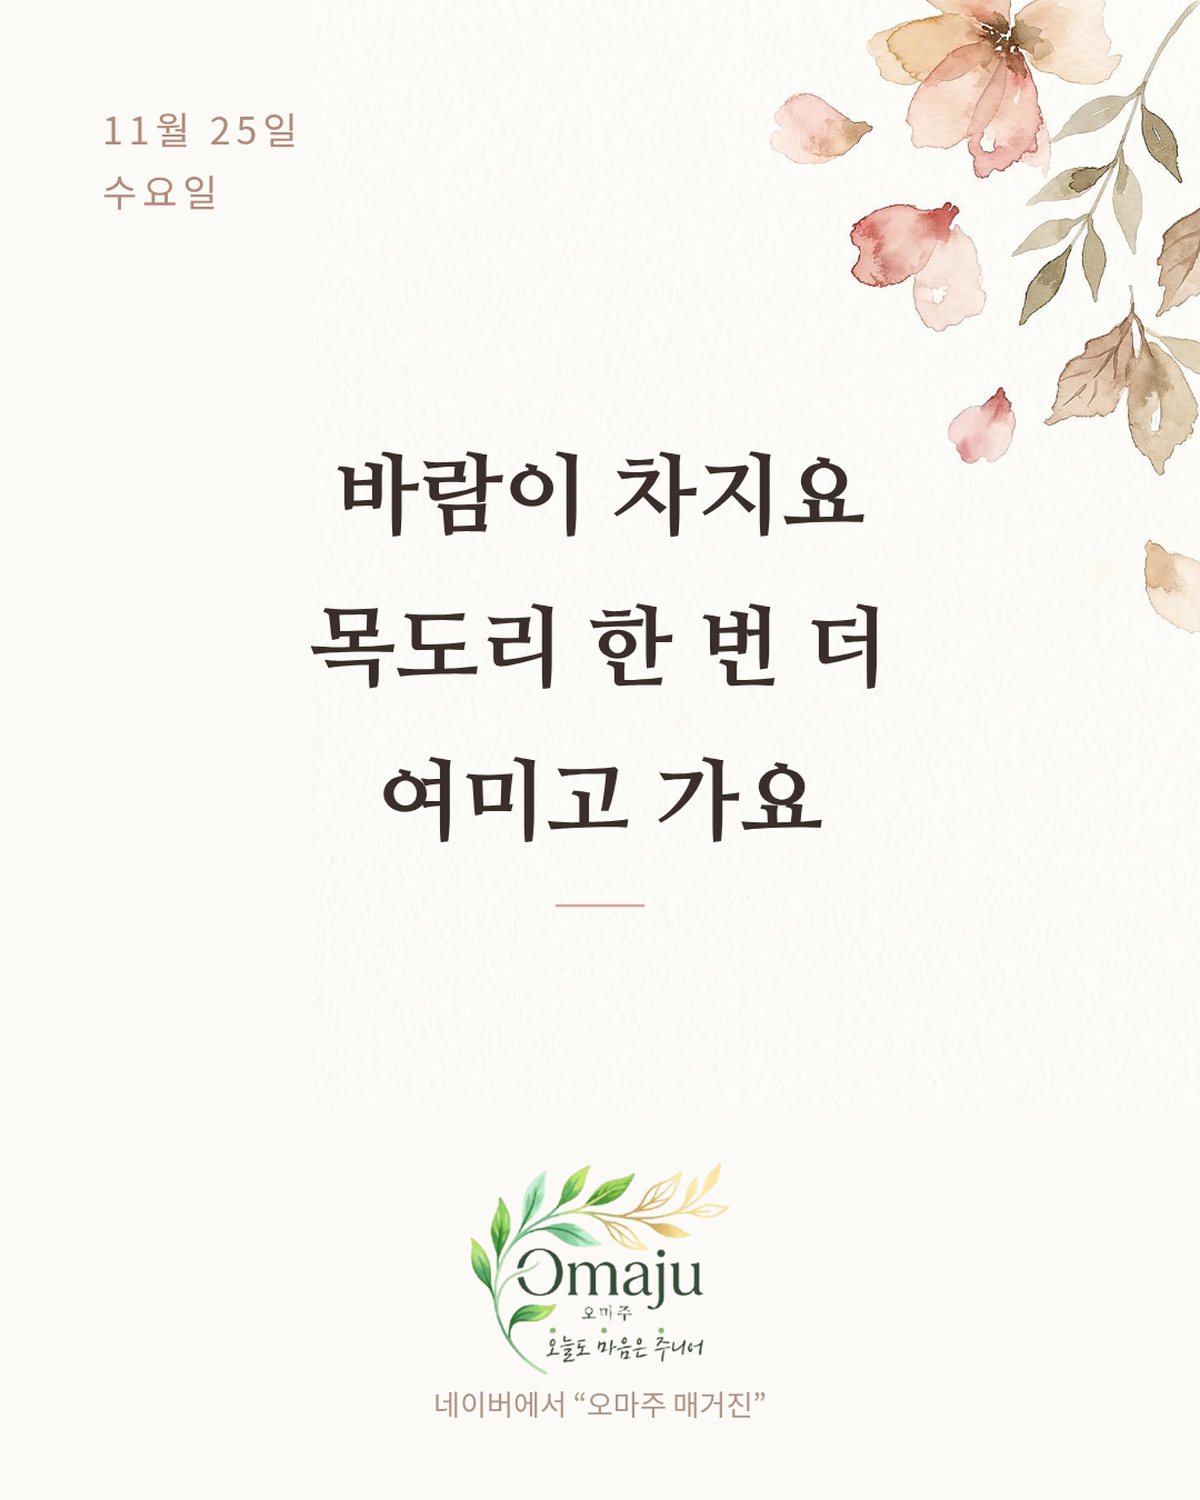 11월 25일
수요일
바람이 차지요
목도리 한 번 더
여미고 가요
Omaju
오마주
오늘도 마음은 주니어
네이버에서 “오마주 매거진”